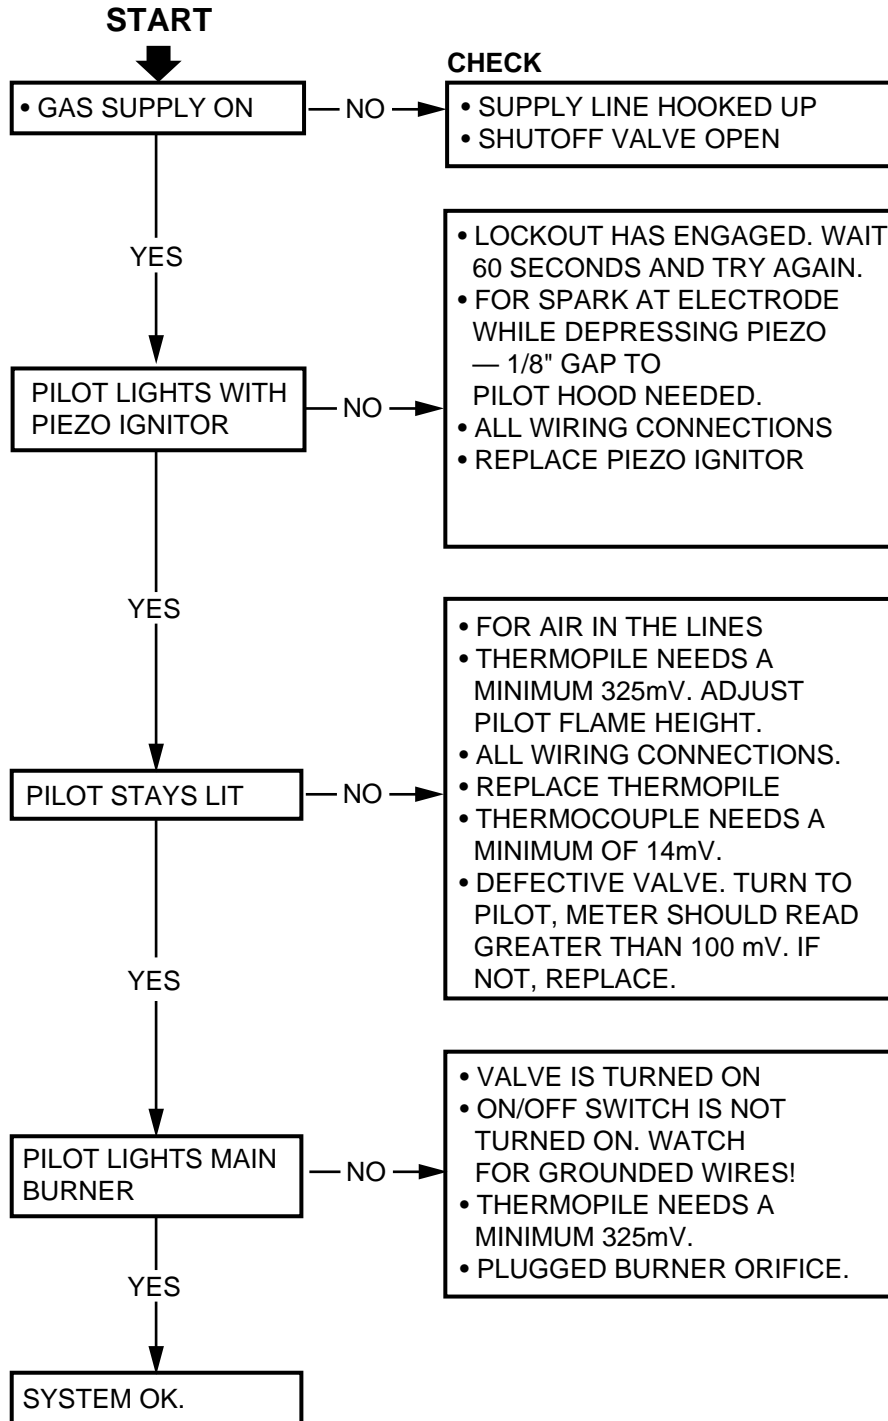 START
CHECK
• GAS SUPPLY ON
NO
• SUPPLY LINE HOOKED UP
• SHUTOFF VALVE OPEN
YES
PILOT LIGHTS WITH
PIEZO IGNITOR
NO
• LOCKOUT HAS ENGAGED. WAIT
60 SECONDS AND TRY AGAIN.
• FOR SPARK AT ELECTRODE
WHILE DEPRESSING PIEZO
— 1/8" GAP TO
PILOT HOOD NEEDED.
• ALL WIRING CONNECTIONS
• REPLACE PIEZO IGNITOR
YES
PILOT STAYS LIT
NO
• FOR AIR IN THE LINES
• THERMOPILE NEEDS A
MINIMUM 325mV. ADJUST
PILOT FLAME HEIGHT.
• ALL WIRING CONNECTIONS.
• REPLACE THERMOPILE
• THERMOCOUPLE NEEDS A
MINIMUM OF 14mV.
• DEFECTIVE VALVE. TURN TO
PILOT, METER SHOULD READ
GREATER THAN 100 mV. IF
NOT, REPLACE.
YES
PILOT LIGHTS MAIN
BURNER
NO
• VALVE IS TURNED ON
• ON/OFF SWITCH IS NOT
TURNED ON. WATCH
FOR GROUNDED WIRES!
• THERMOPILE NEEDS A
MINIMUM 325mV.
• PLUGGED BURNER ORIFICE.
YES
SYSTEM OK.